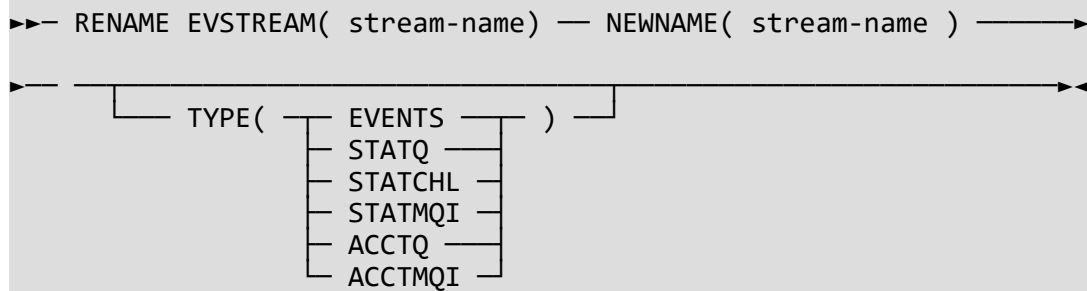 ►►─ RENAME EVSTREAM( stream-name) ── NEWNAME( stream-name ) ──────►
►── ──┬────────────────────────────────┬────────────────────────────►◄
└─── TYPE( ─┬─ EVENTS ──┬─ ) ──┘
├─ STATQ ───┤
├─ STATCHL ─┤
├─ STATMQI ─┤
├─ ACCTQ ───┤
└─ ACCTMQI ─┘